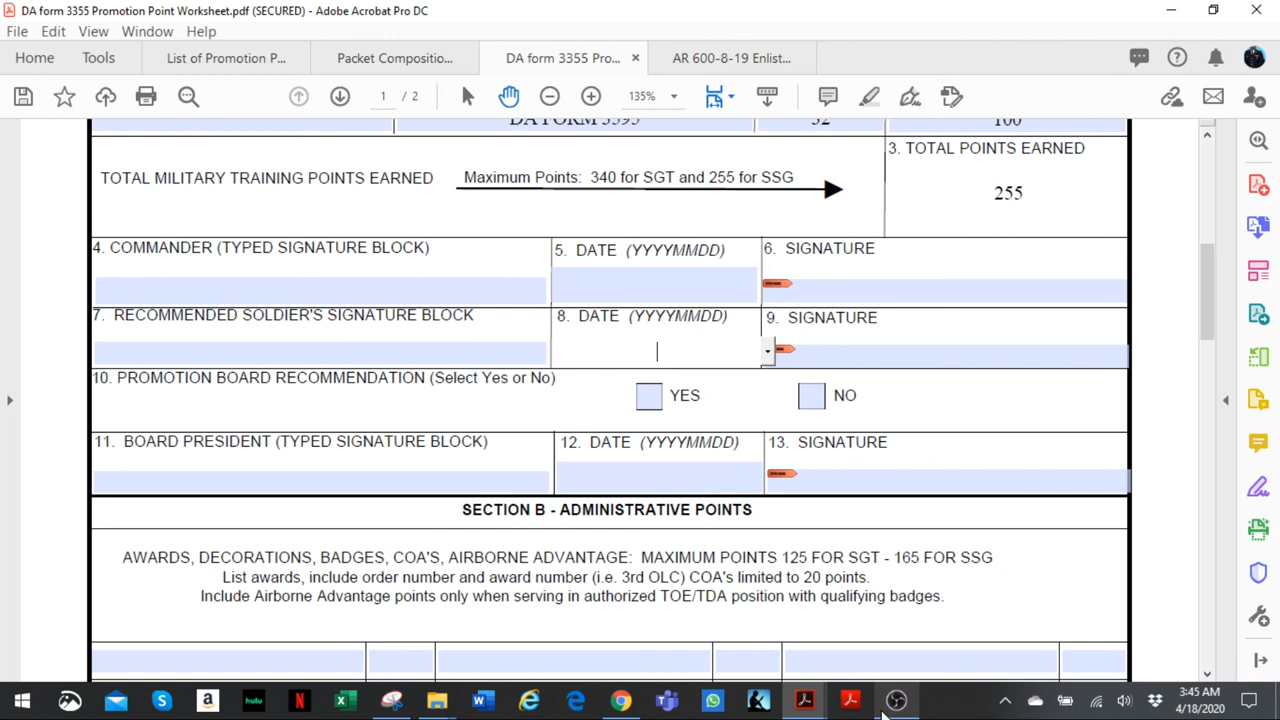 DA form 3355 Promotion Point Worksheet.pdf (SECURED) - Adobe Acrobat Pro DC
File Edit View Window Help
Home Tools List of Promotion P... Packet Compositio... DA form 3355 Pro... × AR 600-8-19 Enlist...
1 / 2 135%
DA FORM 3595 32 100
TOTAL MILITARY TRAINING POINTS EARNED Maximum Points: 340 for SGT and 255 for SSG
3. TOTAL POINTS EARNED
255
4. COMMANDER (TYPED SIGNATURE BLOCK) 5. DATE (YYYYMMDD) 6. SIGNATURE
7. RECOMMENDED SOLDIER'S SIGNATURE BLOCK 8. DATE (YYYYMMDD) 9. SIGNATURE
10. PROMOTION BOARD RECOMMENDATION (Select Yes or No) YES NO
11. BOARD PRESIDENT (TYPED SIGNATURE BLOCK) 12. DATE (YYYYMMDD) 13. SIGNATURE
SECTION B - ADMINISTRATIVE POINTS
AWARDS, DECORATIONS, BADGES, COA'S, AIRBORNE ADVANTAGE: MAXIMUM POINTS 125 FOR SGT - 165 FOR SSG
List awards, include order number and award number (i.e. 3rd OLC) COA's limited to 20 points.
Include Airborne Advantage points only when serving in authorized TOE/TDA position with qualifying badges.
hulu
3:45 AM
4/18/2020